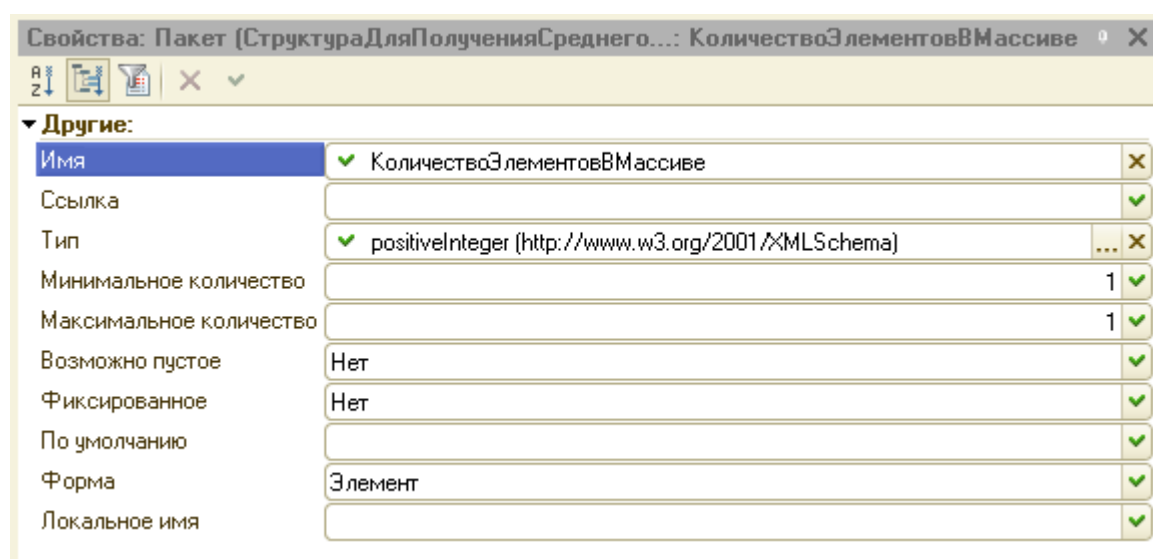 Свойства: Пакет (СтруктураДляПолученияСреднего...: КоличествоЭлементовВМассиве
Другие:
Имя КоличествоЭлементовВМассиве
Ссылка
Тип positiveInteger (http://www.w3.org/2001/XMLSchema) ...
Минимальное количество 1
Максимальное количество 1
Возможно пустое Нет
Фиксированное Нет
По умолчанию
Форма Элемент
Локальное имя